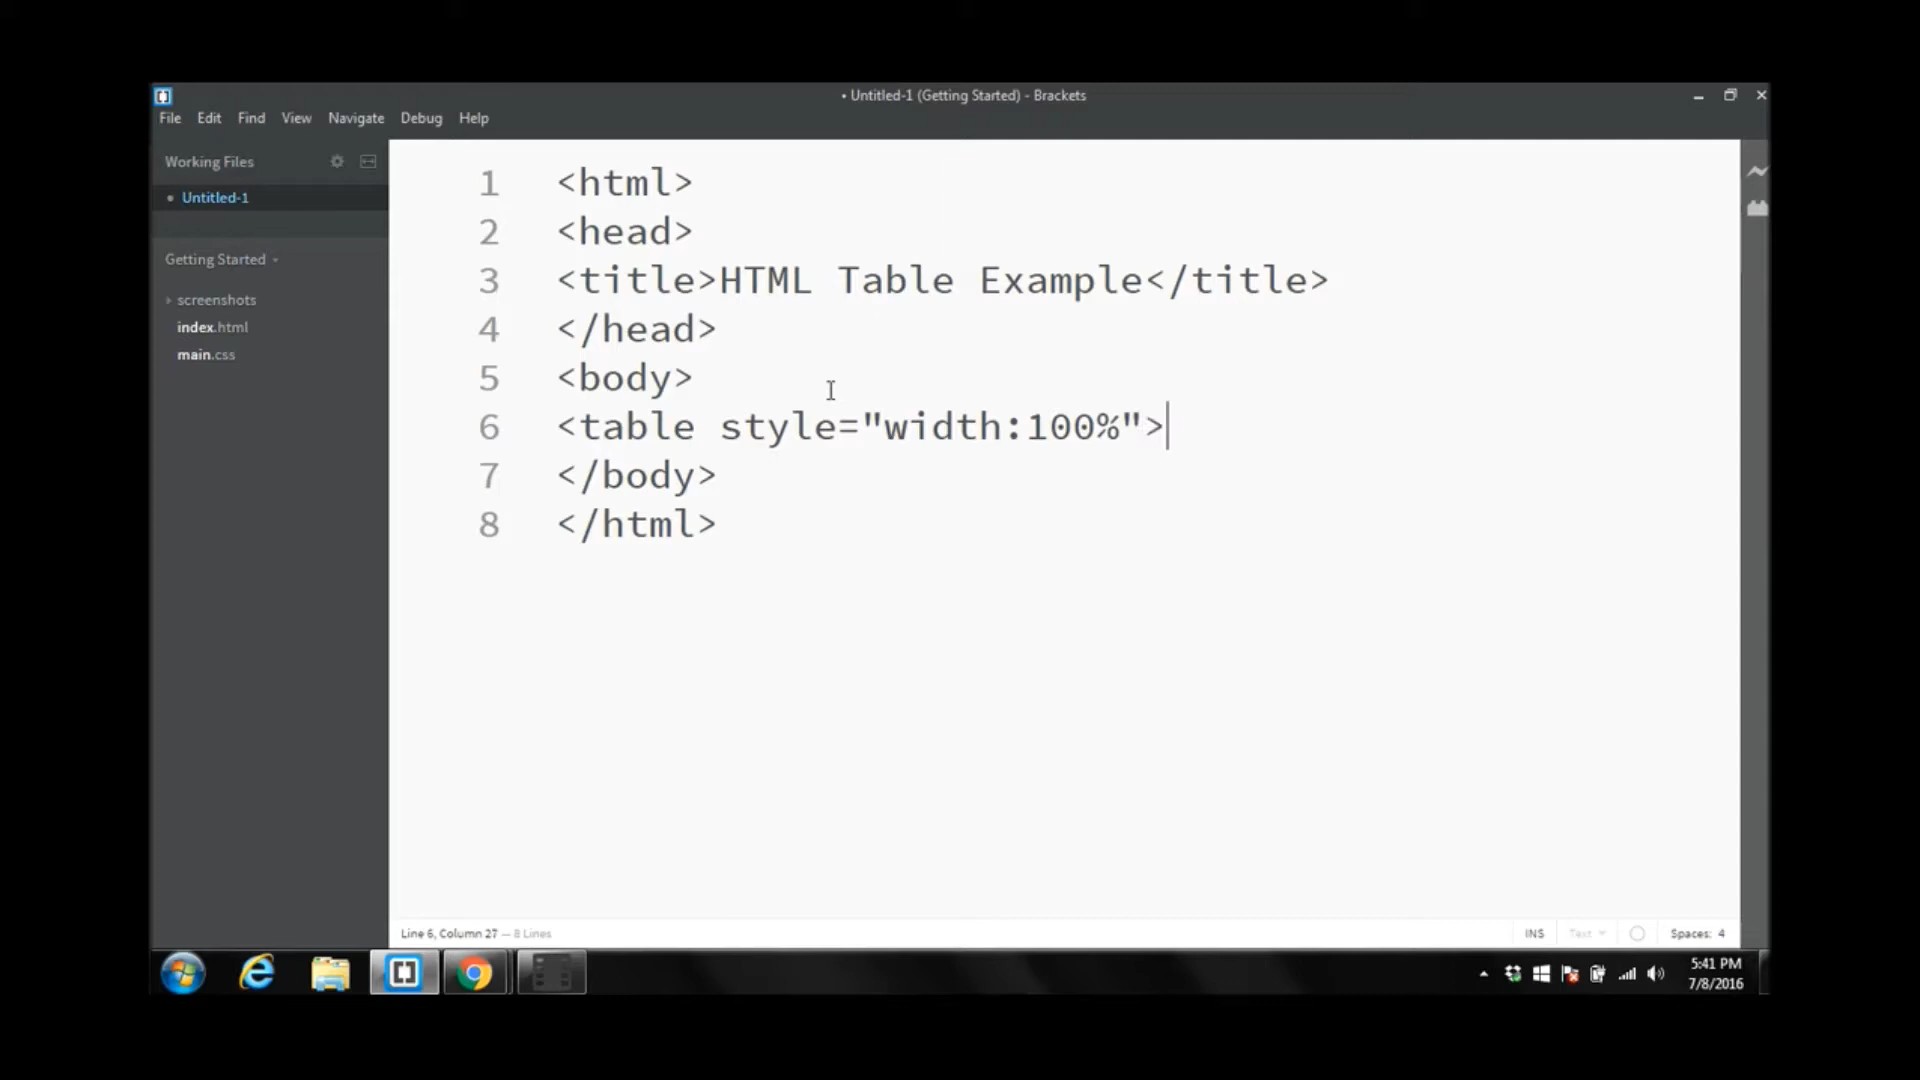 • Untitled-1 (Getting Started) - Brackets
File Edit Find View Navigate Debug Help
Working Files
• Untitled-1
Getting Started
screenshots
index.html
main.css
1 <html>
2 <head>
3 <title>HTML Table Example</title>
4 </head>
5 <body>
6 <table style="width:100%">
7 </body>
8 </html>
Line 6, Column 27 — 8 Lines
INS Text Spaces: 4
5:41 PM
7/8/2016